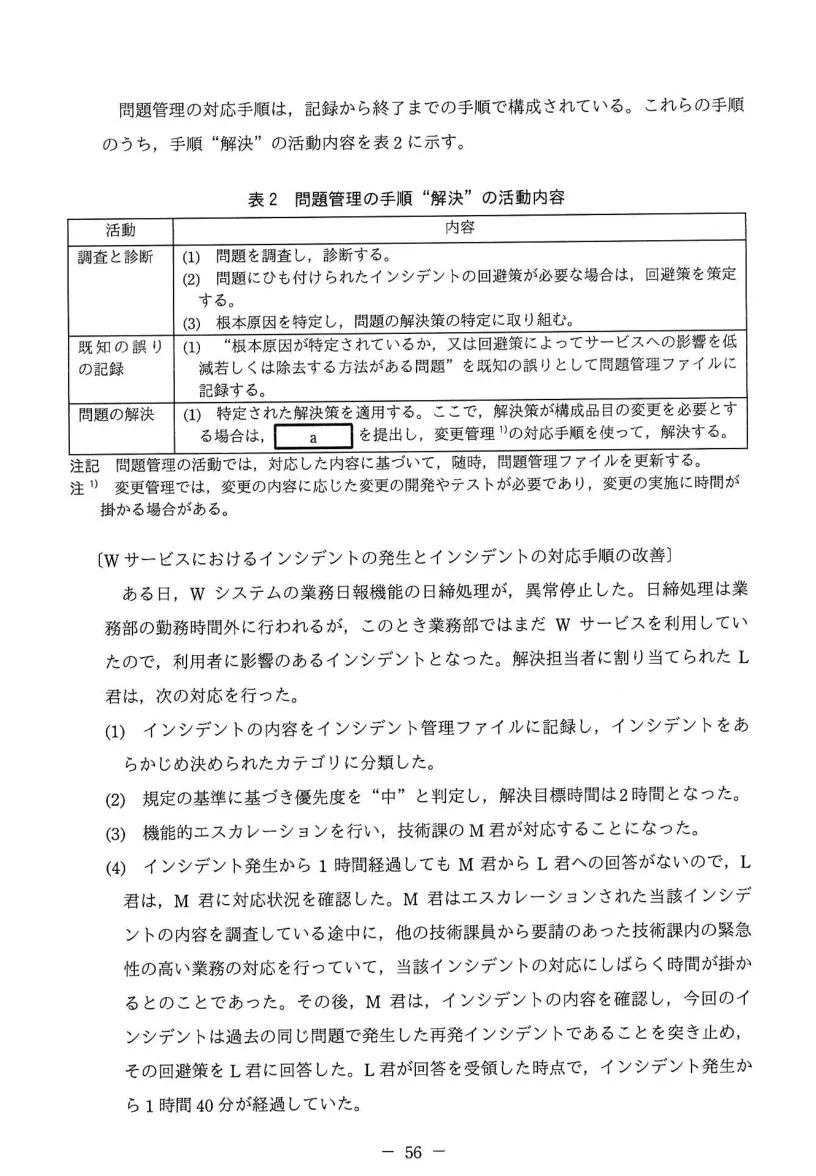 問題管理の対応手順は，記録から終了までの手順で構成されている。これらの手順
のうち，手順“解決”の活動内容を表2に示す。
表2　問題管理の手順“解決”の活動内容
活動　内容
調査と診断　(1)　問題を調査し，診断する。
(2)　問題にひも付けられたインシデントの回避策が必要な場合は，回避策を策定
する。
(3)　根本原因を特定し，問題の解決策の特定に取り組む。
既知の誤り　(1)　“根本原因が特定されているか，又は回避策によってサービスへの影響を低
の記録　減若しくは除去する方法がある問題”を既知の誤りとして問題管理ファイルに
記録する。
問題の解決　(1)　特定された解決策を適用する。ここで，解決策が構成品目の変更を必要とす
る場合は，　a　を提出し，変更管理1)の対応手順を使って，解決する。
注記　問題管理の活動では，対応した内容に基づいて，随時，問題管理ファイルを更新する。
注1)　変更管理では，変更の内容に応じた変更の開発やテストが必要であり，変更の実施に時間が
掛かる場合がある。
〔Wサービスにおけるインシデントの発生とインシデントの対応手順の改善〕
ある日，Wシステムの業務日報機能の日締処理が，異常停止した。日締処理は業
務部の勤務時間外に行われるが，このとき業務部ではまだWサービスを利用してい
たので，利用者に影響のあるインシデントとなった。解決担当者に割り当てられたL
君は，次の対応を行った。
(1)　インシデントの内容をインシデント管理ファイルに記録し，インシデントをあ
らかじめ決められたカテゴリに分類した。
(2)　規定の基準に基づき優先度を“中”と判定し，解決目標時間は2時間となった。
(3)　機能的エスカレーションを行い，技術課のM君が対応することになった。
(4)　インシデント発生から1時間経過してもM君からL君への回答がないので，L
君は，M君に対応状況を確認した。M君はエスカレーションされた当該インシデ
ントの内容を調査している途中に，他の技術課員から要請のあった技術課内の緊急
性の高い業務の対応を行っていて，当該インシデントの対応にしばらく時間が掛か
るとのことであった。その後，M君は，インシデントの内容を確認し，今回のイ
ンシデントは過去の同じ問題で発生した再発インシデントであることを突き止め，
その回避策をL君に回答した。L君が回答を受領した時点で，インシデント発生か
ら1時間40分が経過していた。
－ 56 －